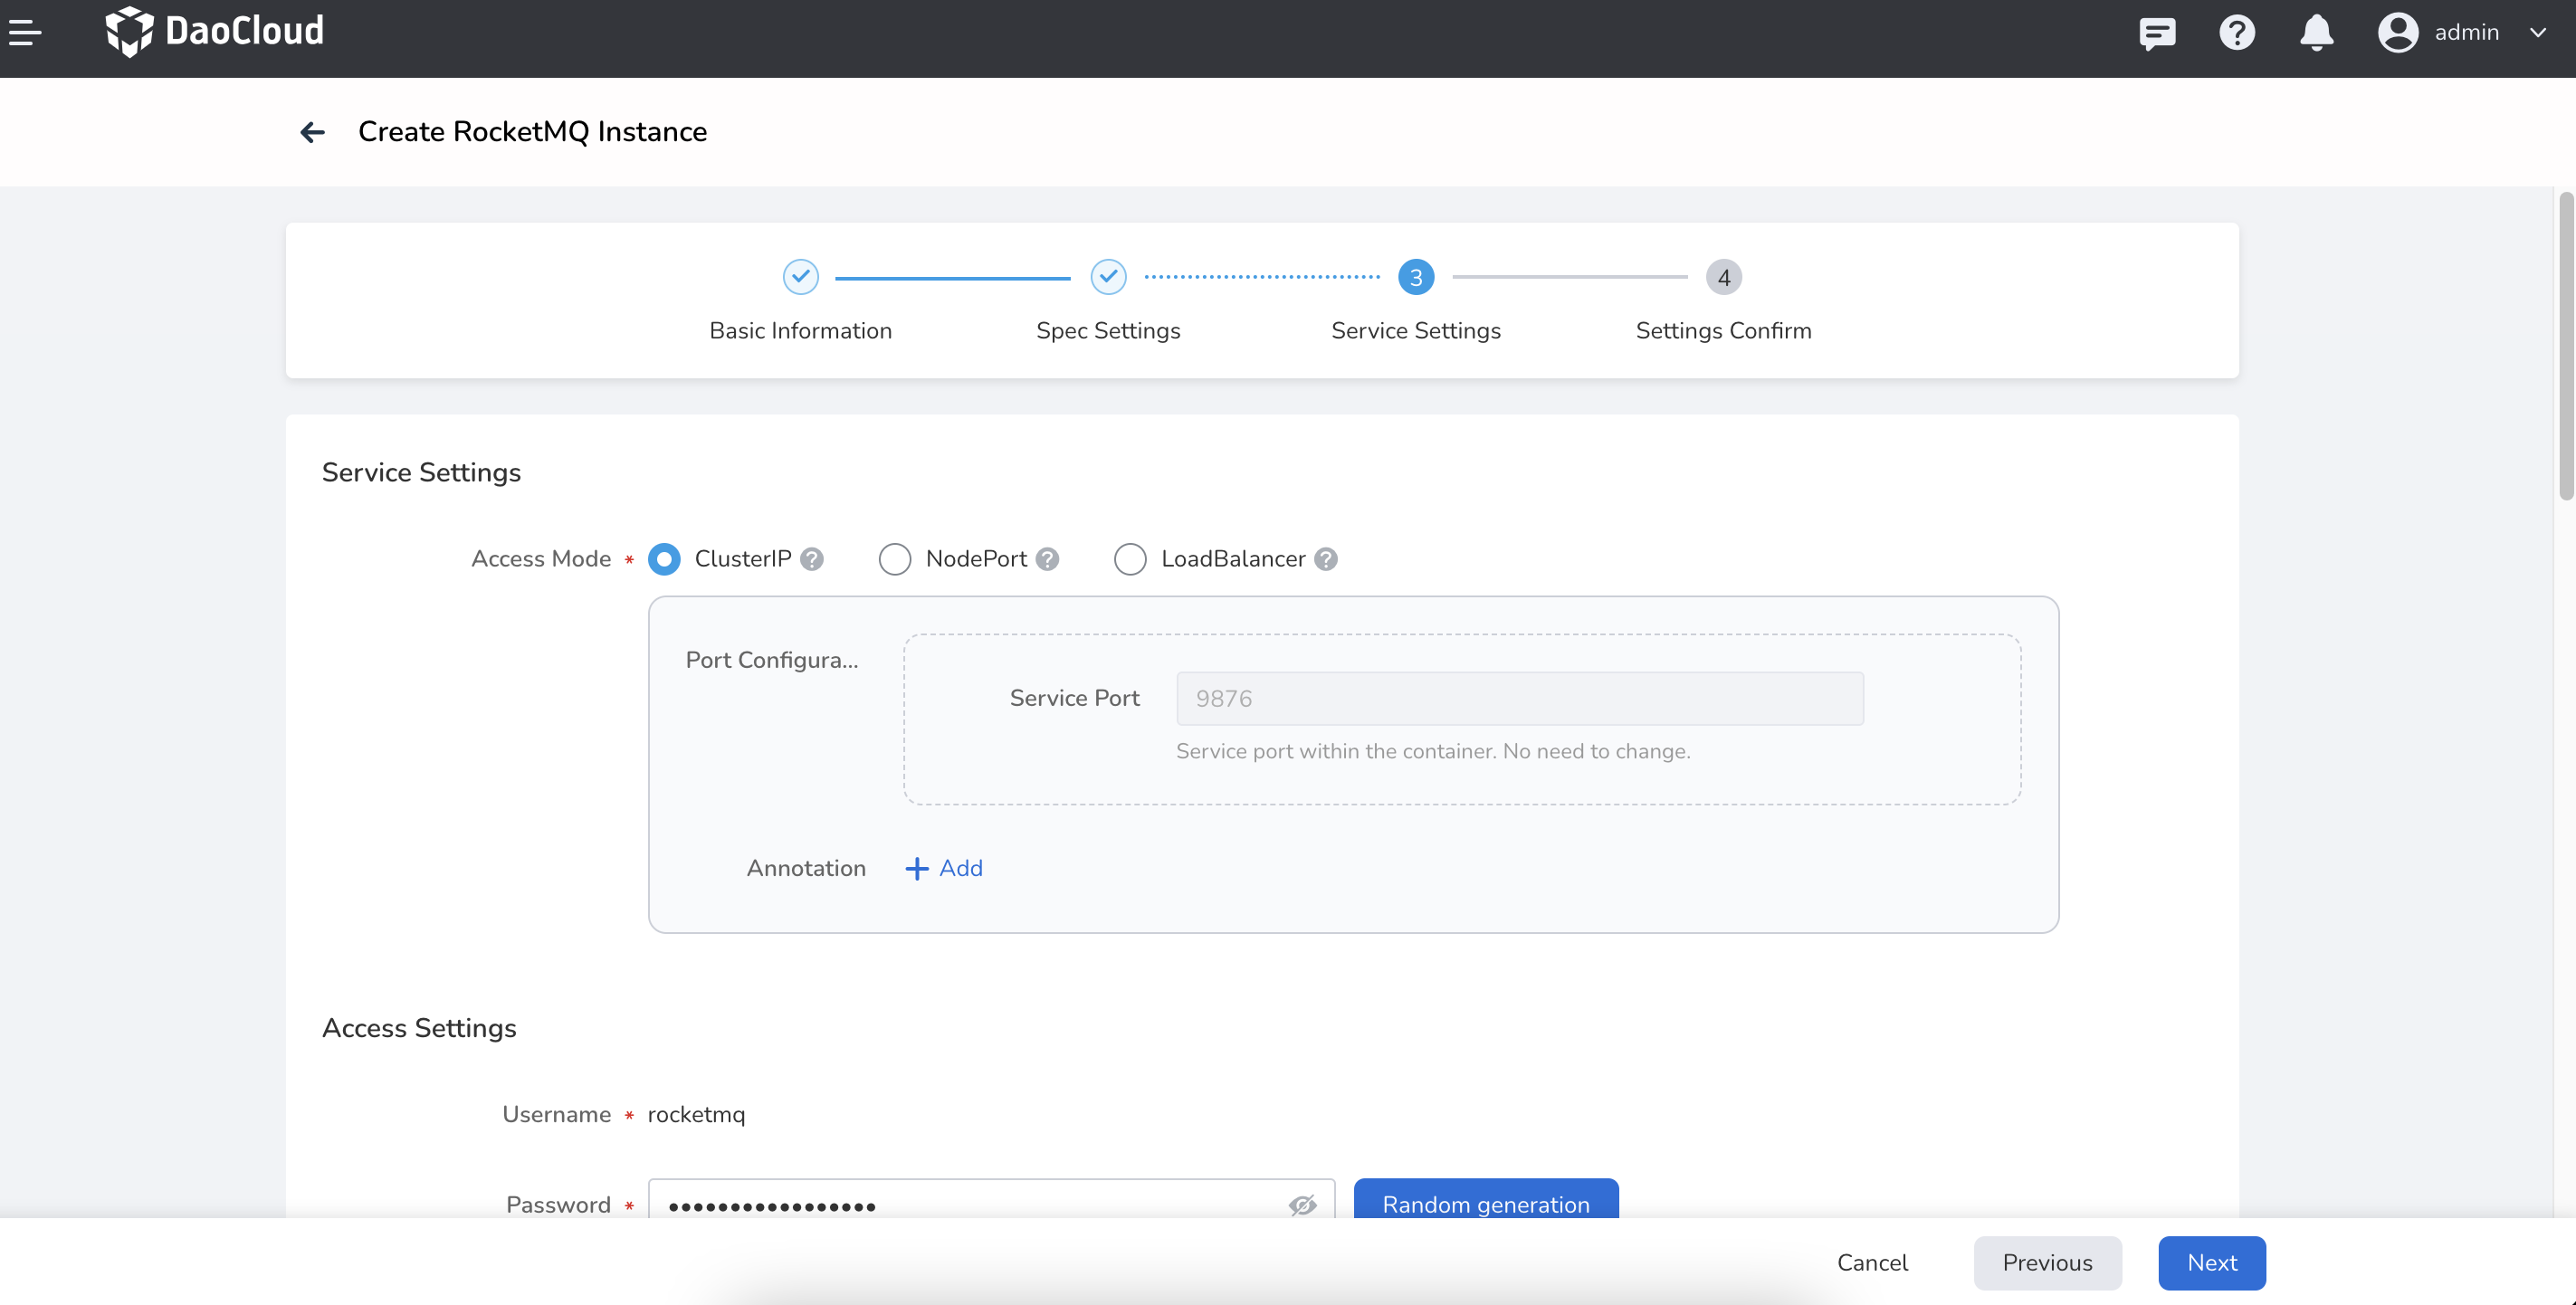 DaoCloud
admin
Create RocketMQ Instance
3
4
Basic Information
Spec Settings
Service Settings
Settings Confirm
Service Settings
Access Mode *
ClusterIP ?
NodePort ?
LoadBalancer ?
Port Configura...
Service Port
9876
Service port within the container. No need to change.
Annotation
+ Add
Access Settings
Username * rocketmq
Password *
••••••••••••••••
Random generation
Cancel
Previous
Next